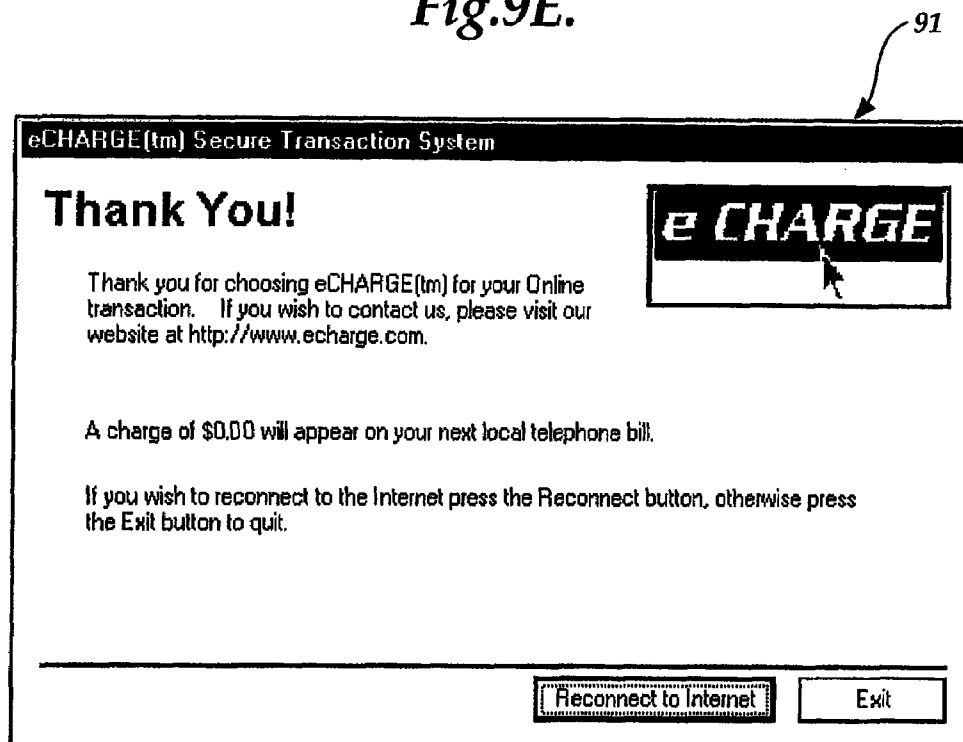 Fig.9E.
91
eCHARGE(tm) Secure Transaction System
Thank You!
e CHARGE
Thank you for choosing eCHARGE(tm) for your Online
transaction. If you wish to contact us, please visit our
website at http://www.echarge.com.
A charge of $0.00 will appear on your next local telephone bill.
If you wish to reconnect to the Internet press the Reconnect button, otherwise press
the Exit button to quit.
Reconnect to Internet
Exit